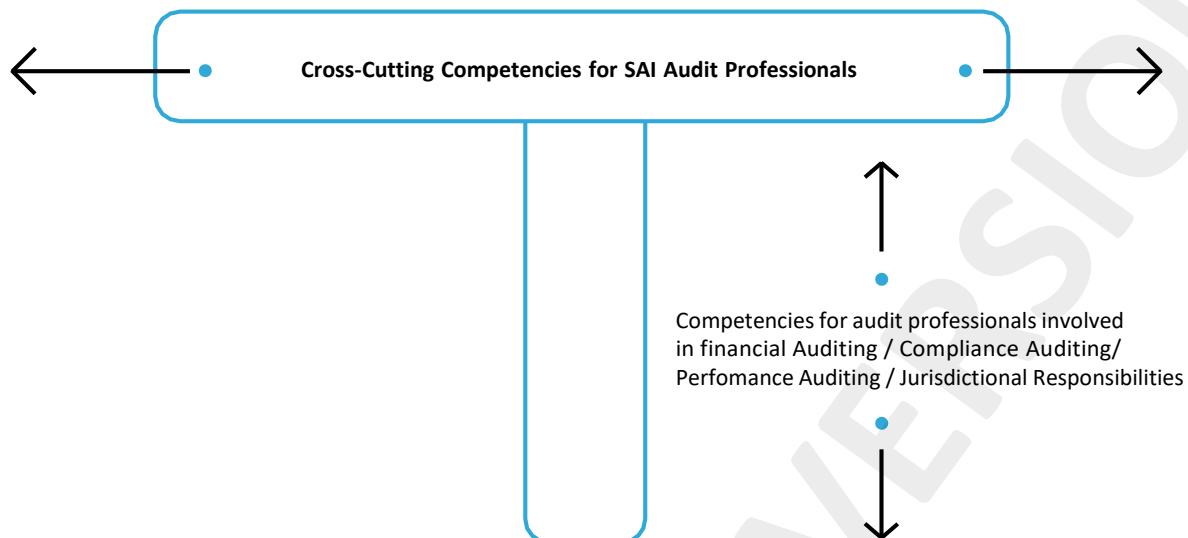 Cross-Cutting Competencies for SAI Audit Professionals
Competencies for audit professionals involved
in financial Auditing / Compliance Auditing/
Perfomance Auditing / Jurisdictional Responsibilities
VERSION